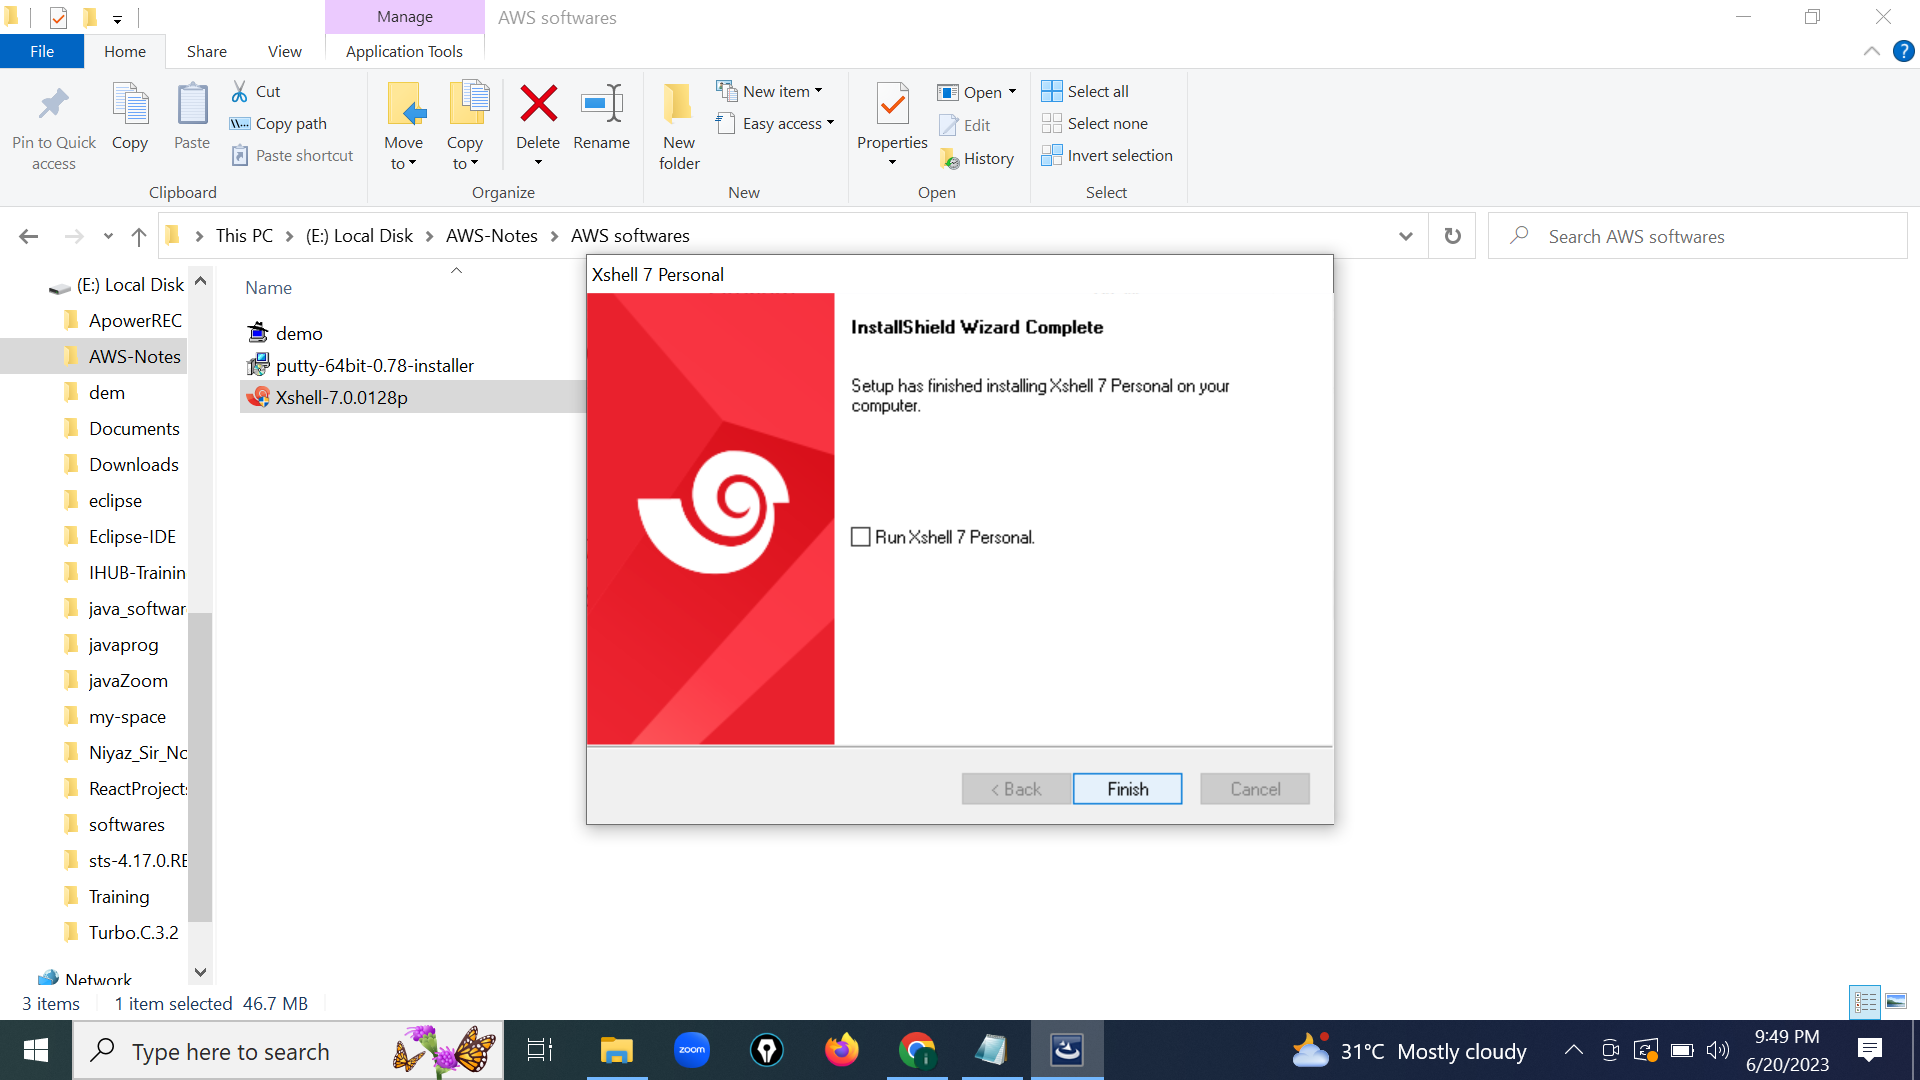 Manage
AWS softwares
File
Home
Share
View
Application Tools
Pin to Quick
access
Copy
Paste
Cut
Copy path
Paste shortcut
Clipboard
Move
to
Copy
to
Delete
Rename
Organize
New
folder
New item
Easy access
New
Properties
Open
Edit
History
Open
Select all
Select none
Invert selection
Select
This PC
(E:) Local Disk
AWS-Notes
AWS softwares
Search AWS softwares
(E:) Local Disk
ApowerREC
AWS-Notes
dem
Documents
Downloads
eclipse
Eclipse-IDE
IHUB-Trainin
java_softwar
javaprog
javaZoom
my-space
Niyaz_Sir_No
ReactProjects
softwares
sts-4.17.0.RE
Training
Turbo.C.3.2
Network
Name
demo
putty-64bit-0.78-installer
Xshell-7.0.0128p
Xshell 7 Personal
InstallShield Wizard Complete
Setup has finished installing Xshell 7 Personal on your
computer.
Run Xshell 7 Personal.
< Back
Finish
Cancel
3 items
1 item selected 46.7 MB
Type here to search
zoom
31°C Mostly cloudy
9:49 PM
6/20/2023